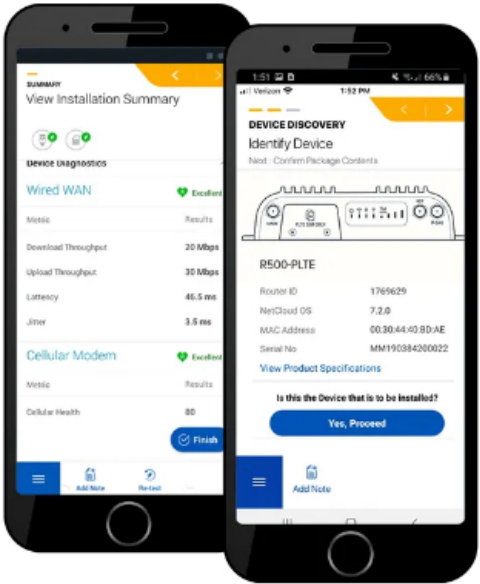 SUMMARY
View Installation Summary
Device Diagnostics
Wired WAN
Excellent
Metric Results
Download Throughput 20 Mbps
Upload Throughput 30 Mbps
Lattency 46.5 ms
Jitter 3.5 ms
Cellular Modem
Excellent
Metric Results
Cellular Health 80
Finish
Add Note
Re-test
1:51
66%
Verizon
1:52 PM
DEVICE DISCOVERY
Identify Device
Next : Confirm Package Contents
R500-PLTE
Router ID 1769629
NetCloud OS 7.2.0
MAC Address 00:30:44:40:BD:AE
Serial No MM190384200022
View Product Specifications
Is this the Device that is to be installed?
Yes, Proceed
Add Note